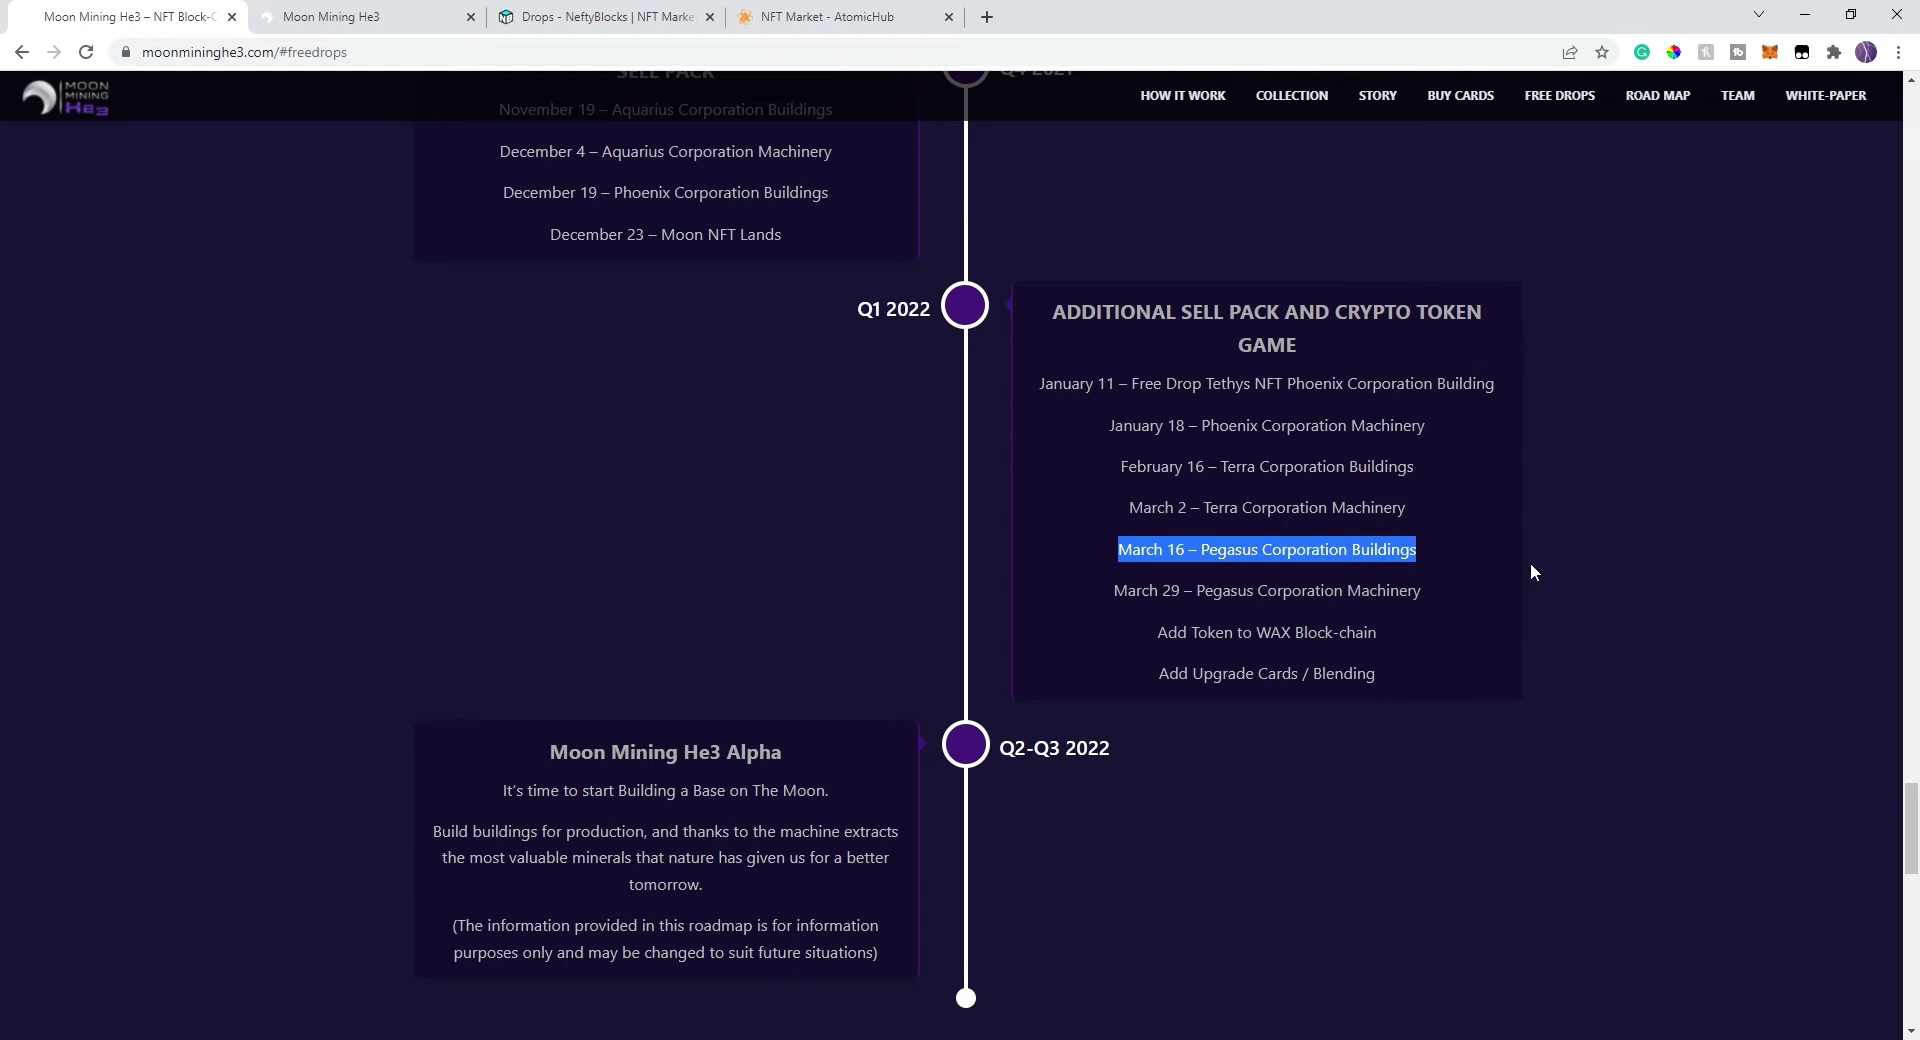 Moon Mining He3 – NFT Block-C
Moon Mining He3
Drops - NeftyBlocks | NFT Marke
NFT Market - AtomicHub
moonmininghe3.com/#freedrops
MOON
MINING
He3
HOW IT WORK
COLLECTION
STORY
BUY CARDS
FREE DROPS
ROAD MAP
TEAM
WHITE-PAPER
SELL PACK
November 19 – Aquarius Corporation Buildings
December 4 – Aquarius Corporation Machinery
December 19 – Phoenix Corporation Buildings
December 23 – Moon NFT Lands
Q1 2022
ADDITIONAL SELL PACK AND CRYPTO TOKEN
GAME
January 11 – Free Drop Tethys NFT Phoenix Corporation Building
January 18 – Phoenix Corporation Machinery
February 16 – Terra Corporation Buildings
March 2 – Terra Corporation Machinery
March 16 – Pegasus Corporation Buildings
March 29 – Pegasus Corporation Machinery
Add Token to WAX Block-chain
Add Upgrade Cards / Blending
Q2-Q3 2022
Moon Mining He3 Alpha
It's time to start Building a Base on The Moon.
Build buildings for production, and thanks to the machine extracts
the most valuable minerals that nature has given us for a better
tomorrow.
(The information provided in this roadmap is for information
purposes only and may be changed to suit future situations)